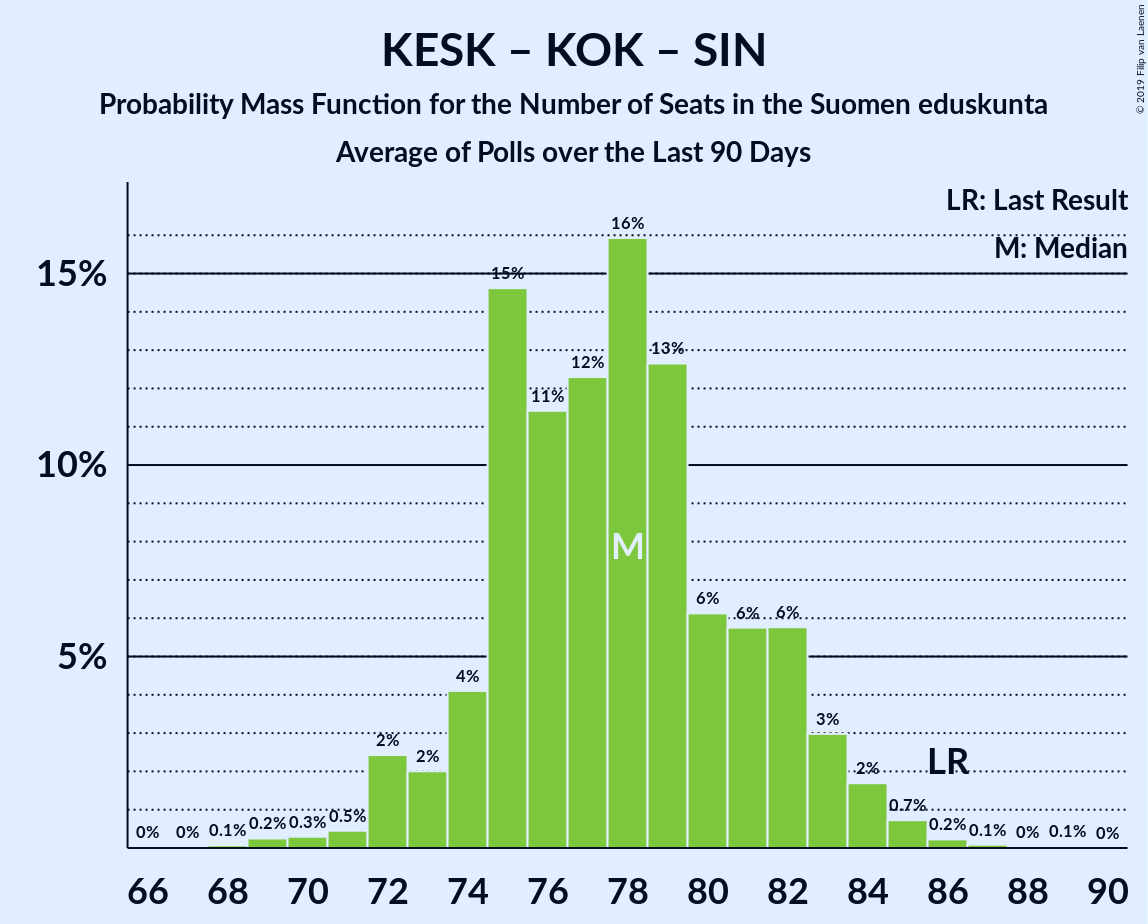 KESK – KOK – SIN
Probability Mass Function for the Number of Seats in the Suomen eduskunta
Average of Polls over the Last 90 Days
© 2019 Filip van Laenen
LR: Last Result
M: Median
15%
10%
5%
0% 0% 0.1% 0.2% 0.3% 0.5% 2% 2% 4% 15% 11% 12% 16% 13% 6% 6% 6% 3% 2% 0.7% 0.2% 0.1% 0% 0.1% 0%
M
LR
66 68 70 72 74 76 78 80 82 84 86 88 90